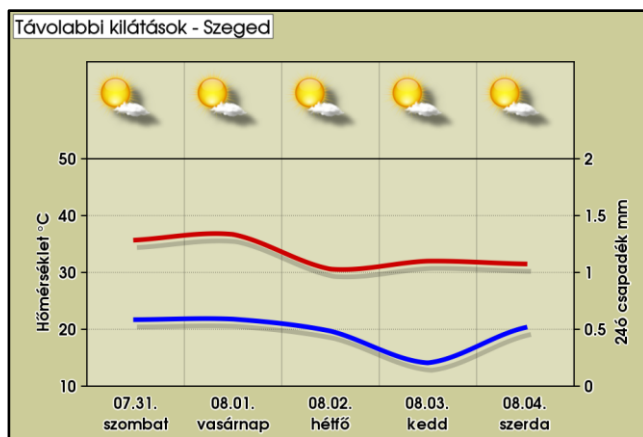 Távolabbi kilátások - Szeged
50
40
30
20
10
Hőmérséklet °C
2
1.5
1
0.5
0
24ó csapadék mm
07.31. 08.01. 08.02. 08.03. 08.04.
szombat vasárnap hétfő kedd szerda